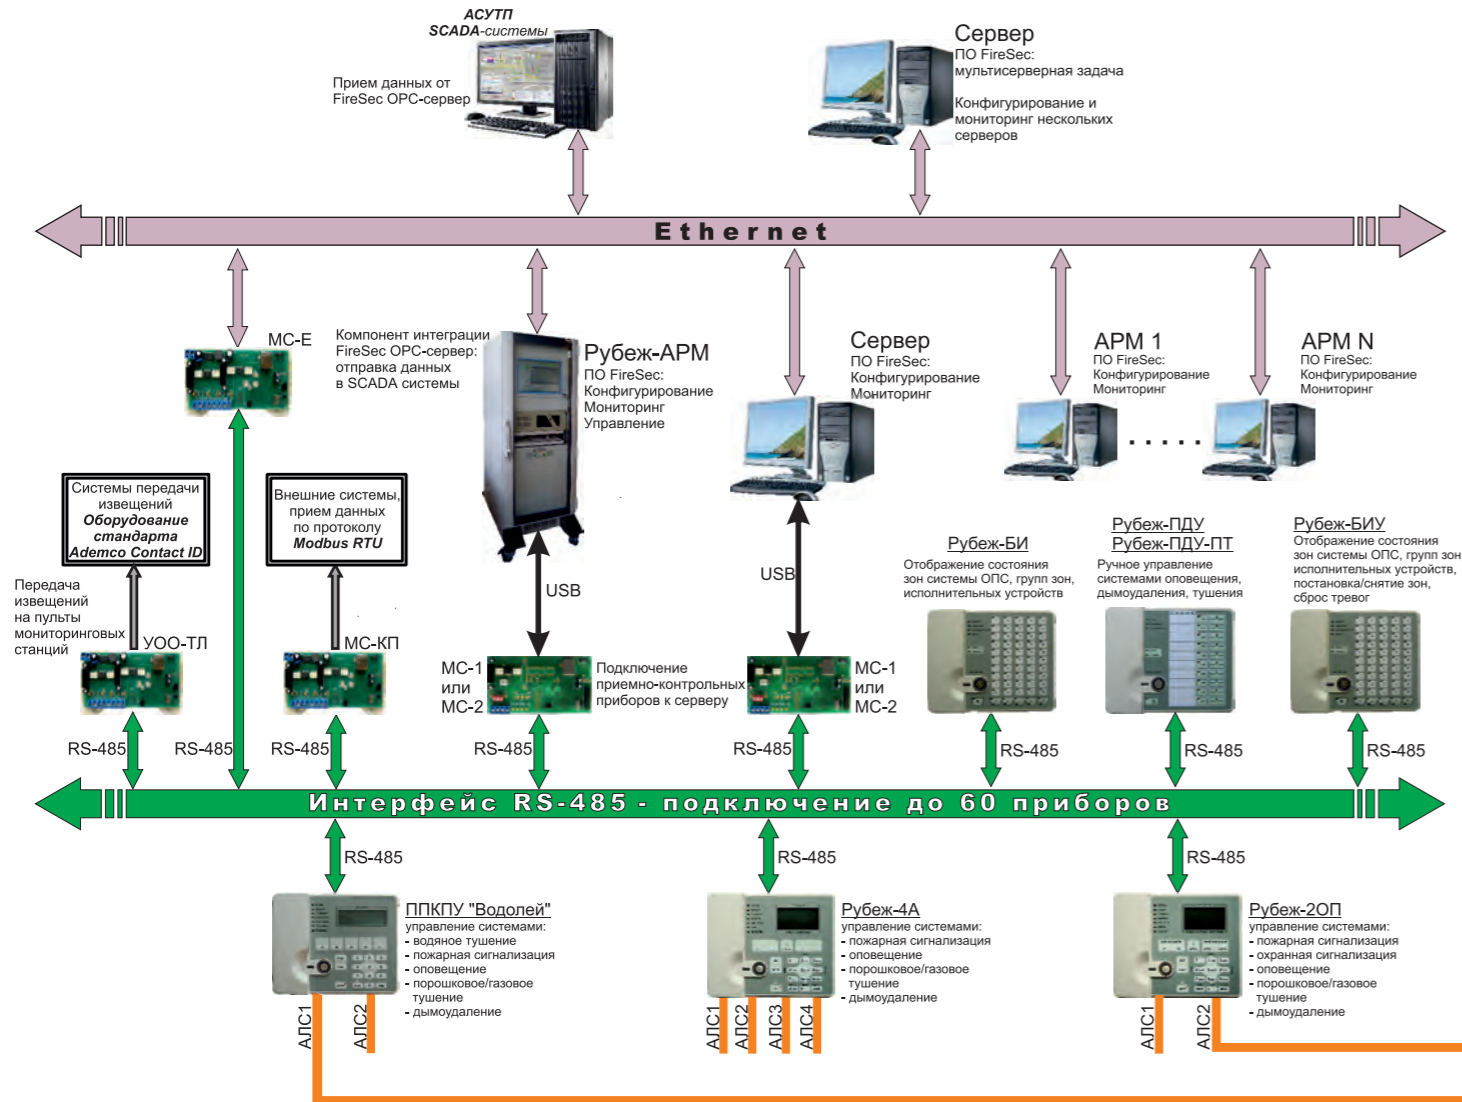 АСУТП
SCADA-системы
Прием данных от
FireSec OPC-сервер
Сервер
ПО FireSec:
мультисерверная задача
Конфигурирование и
мониторинг нескольких
серверов
Ethernet
МС-Е
Компонент интеграции
FireSec OPC-сервер:
отправка данных
в SCADA системы
Рубеж-АРМ
ПО FireSec:
Конфигурирование
Мониторинг
Управление
Сервер
ПО FireSec:
Конфигурирование
Мониторинг
АРМ 1
ПО FireSec:
Конфигурирование
Мониторинг
.....
АРМ N
ПО FireSec:
Конфигурирование
Мониторинг
Системы передачи
извещений
Оборудование
стандарта
Ademco Contact ID
Внешние системы,
прием данных
по протоколу
Modbus RTU
Передача
извещений
на пульты
мониторинговых
станций
УОО-ТЛ
МС-КП
USB
USB
МС-1
или
МС-2
Подключение
приемно-контрольных
приборов к серверу
МС-1
или
МС-2
Рубеж-БИ
Отображение состояния
зон системы ОПС, групп зон,
исполнительных устройств
Рубеж-ПДУ
Рубеж-ПДУ-ПТ
Ручное управление
системами оповещения,
дымоудаления, тушения
Рубеж-БИУ
Отображение состояния
зон системы ОПС, групп зон,
исполнительных устройств,
постановка/снятие зон,
сброс тревог
RS-485
RS-485
RS-485
RS-485
RS-485
RS-485
RS-485
RS-485
Интерфейс RS-485 - подключение до 60 приборов
RS-485
RS-485
RS-485
ППКПУ "Водолей"
управление системами:
- водяное тушение
- пожарная сигнализация
- оповещение
- порошковое/газовое
тушение
- дымоудаление
АЛС1
АЛС2
Рубеж-4А
управление системами:
- пожарная сигнализация
- оповещение
- порошковое/газовое
тушение
- дымоудаление
АЛС1
АЛС2
АЛС3
АЛС4
Рубеж-2ОП
управление системами:
- пожарная сигнализация
- охранная сигнализация
- оповещение
- порошковое/газовое
тушение
- дымоудаление
АЛС1
АЛС2